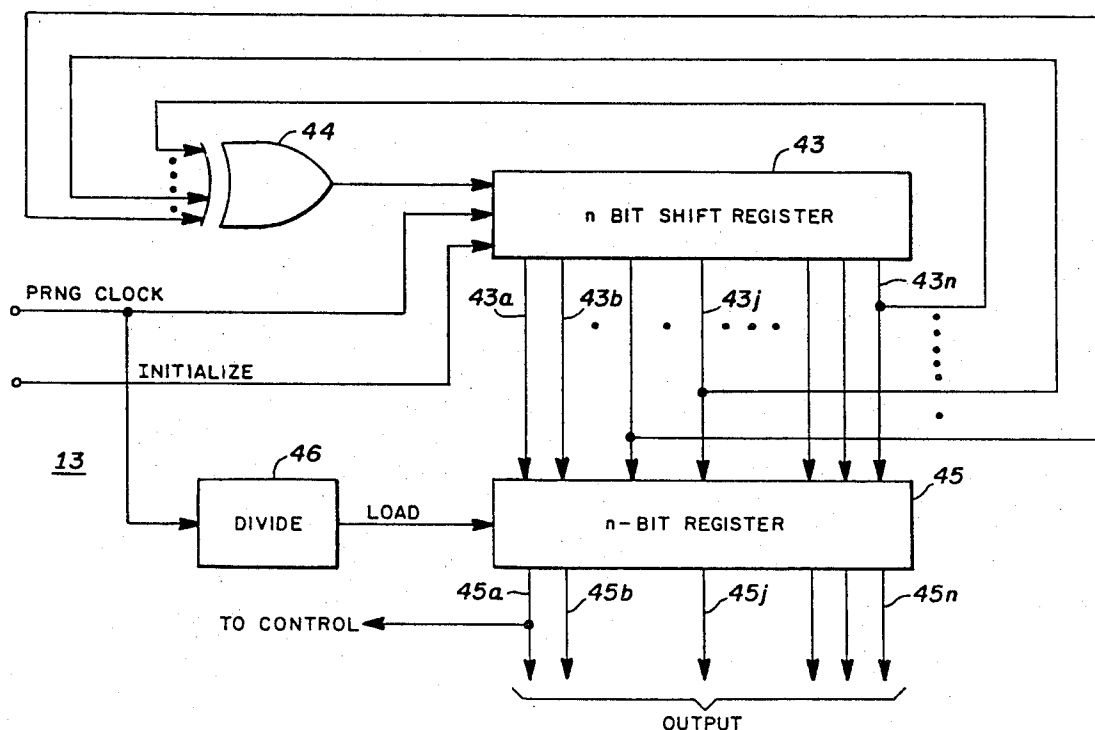 44
43
n BIT SHIFT REGISTER
PRNG CLOCK
43a
43b
43j
43n
INITIALIZE
13
46
45
DIVIDE
LOAD
n-BIT REGISTER
45a
45b
45j
45n
TO CONTROL
OUTPUT